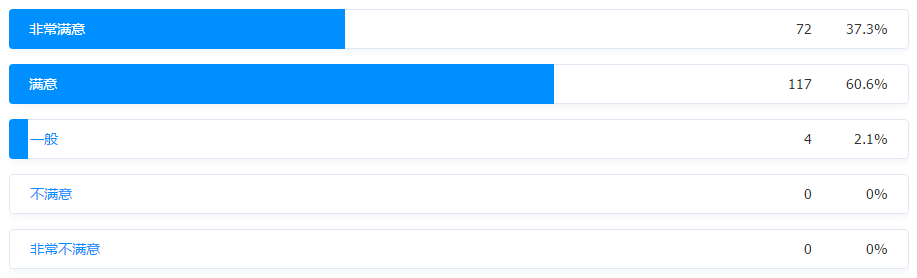 非常满意 72 37.3%
满意 117 60.6%
一般 4 2.1%
不满意 0 0%
非常不满意 0 0%